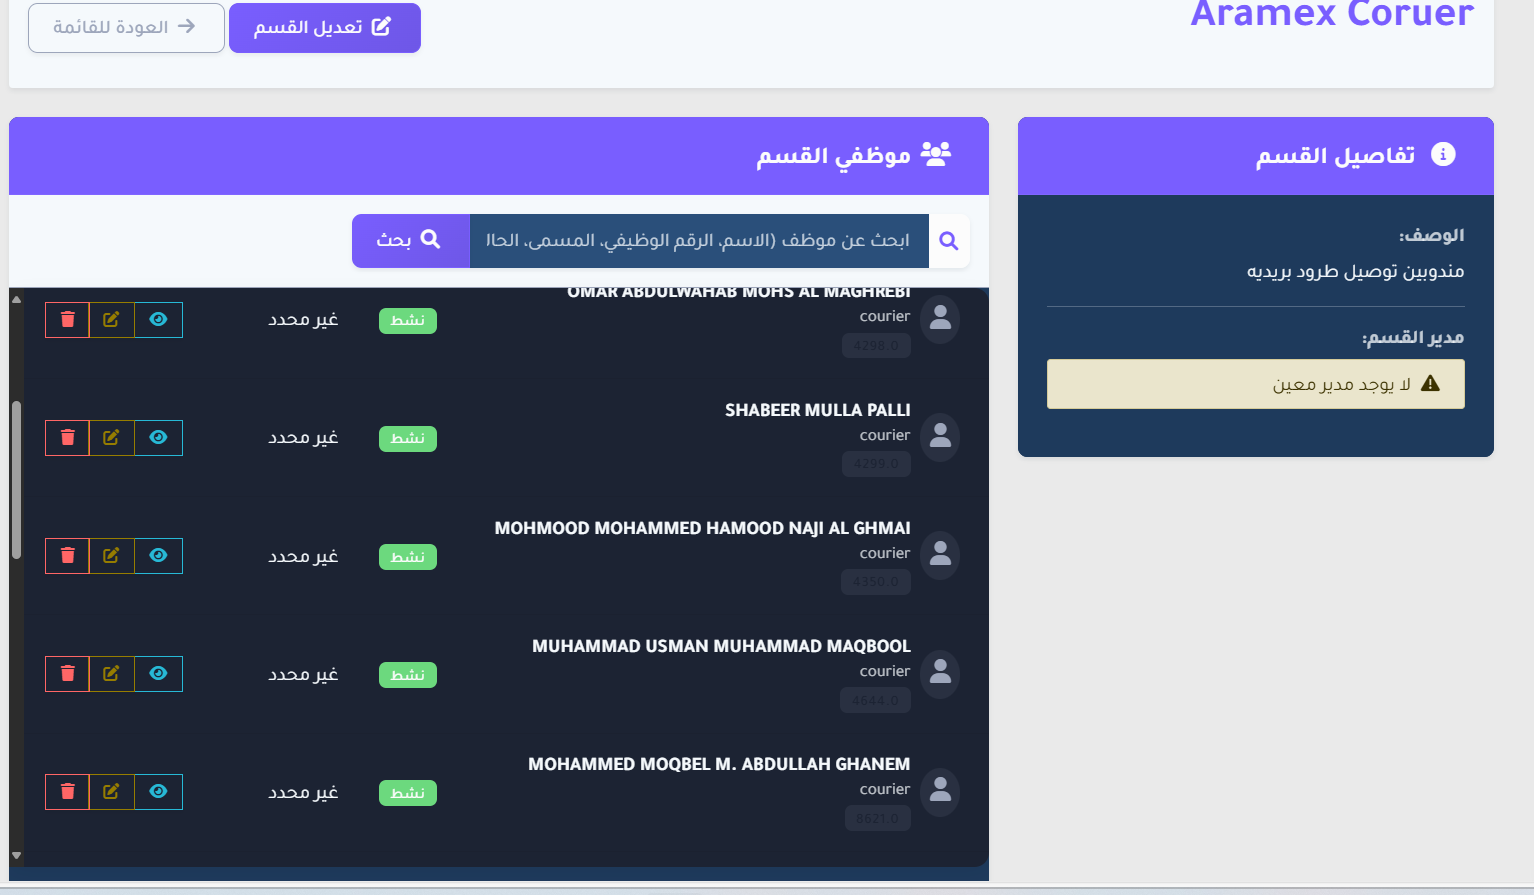 Aramex Coruer
تعديل القسم
العودة للقائمة
تفاصيل القسم
الوصف:
مندوبين توصيل طرود بريديه
مدير القسم:
لا يوجد مدير معين
موظفي القسم
ابحث عن موظف (الاسم، الرقم الوظيفي، المسمى، الحال
بحث
OMAR ABDULWAHAB MOHS AL MAGHREBI
courier
4298.0
نشط
غير محدد
SHABEER MULLA PALLI
courier
4299.0
نشط
غير محدد
MOHMOOD MOHAMMED HAMOOD NAJI AL GHMAI
courier
4350.0
نشط
غير محدد
MUHAMMAD USMAN MUHAMMAD MAQBOOL
courier
4644.0
نشط
غير محدد
MOHAMMED MOQBEL M. ABDULLAH GHANEM
courier
8621.0
نشط
غير محدد